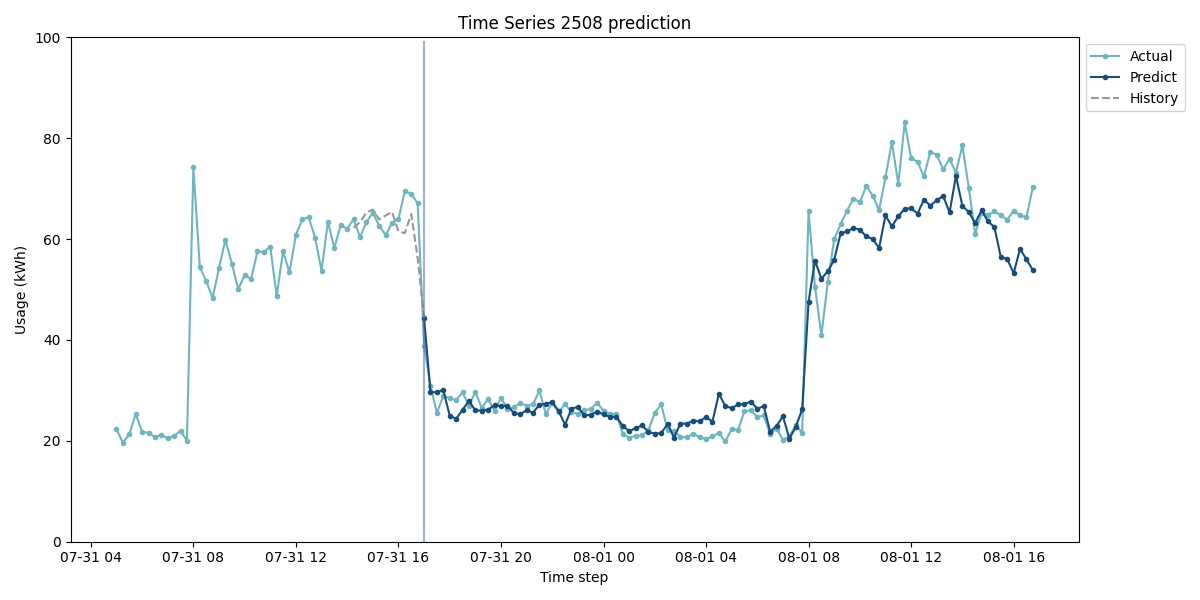 Time Series 2508 prediction
100
80
60
40
20
0
Usage (kWh)
07-31 04
07-31 08
07-31 12
07-31 16
07-31 20
08-01 00
08-01 04
08-01 08
08-01 12
08-01 16
Time step
Actual
Predict
History